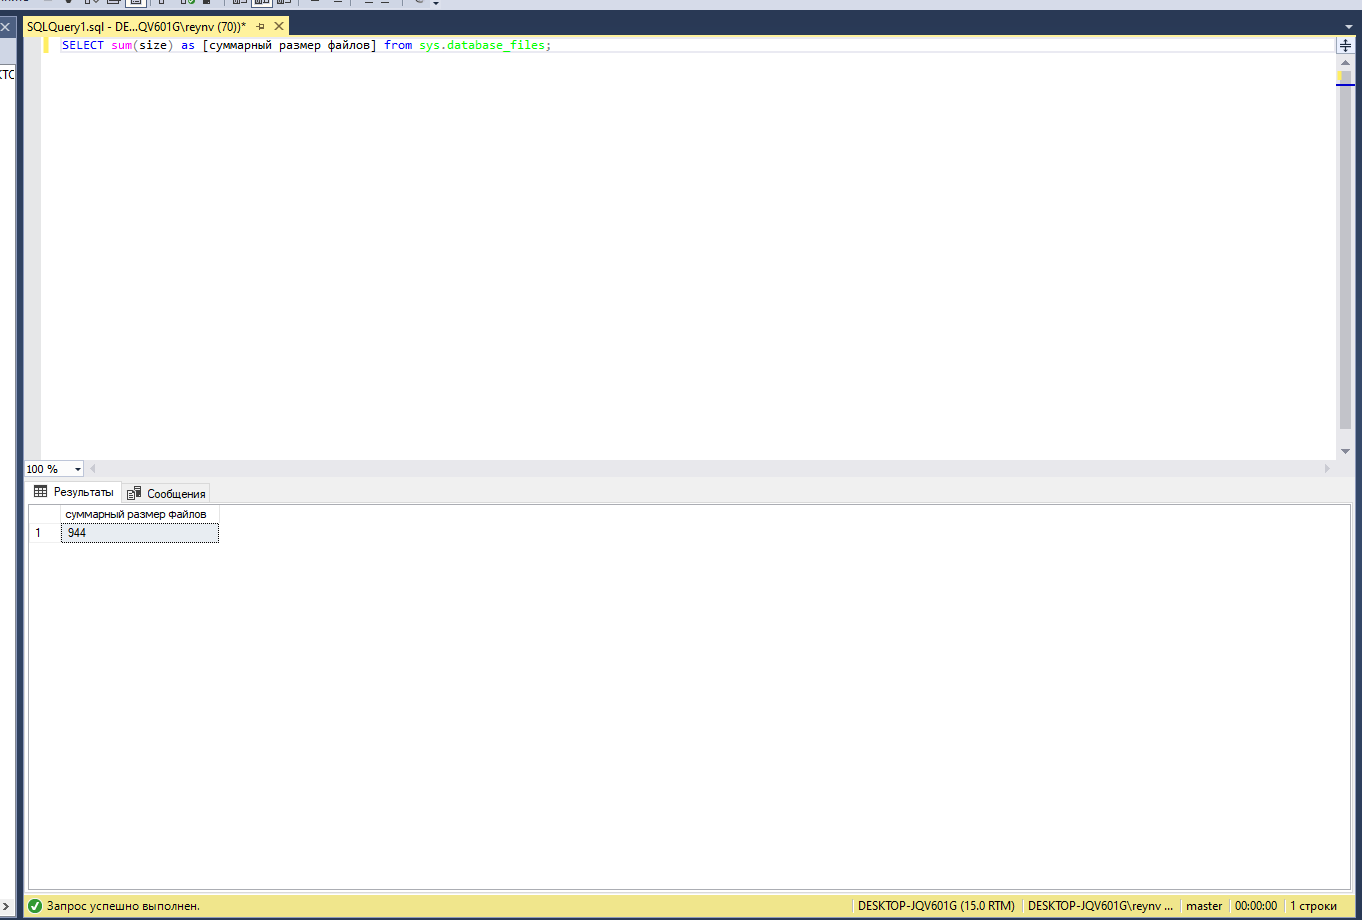 SQLQuery1.sql - DE...QV601G\reynv (70))*
SELECT sum(size) as [суммарный размер файлов] from sys.database_files;
100 %
Результаты Сообщения
суммарный размер файлов
1 944
Запрос успешно выполнен. DESKTOP-JQV601G (15.0 RTM) DESKTOP-JQV601G\reynv ... master 00:00:00 1 строки